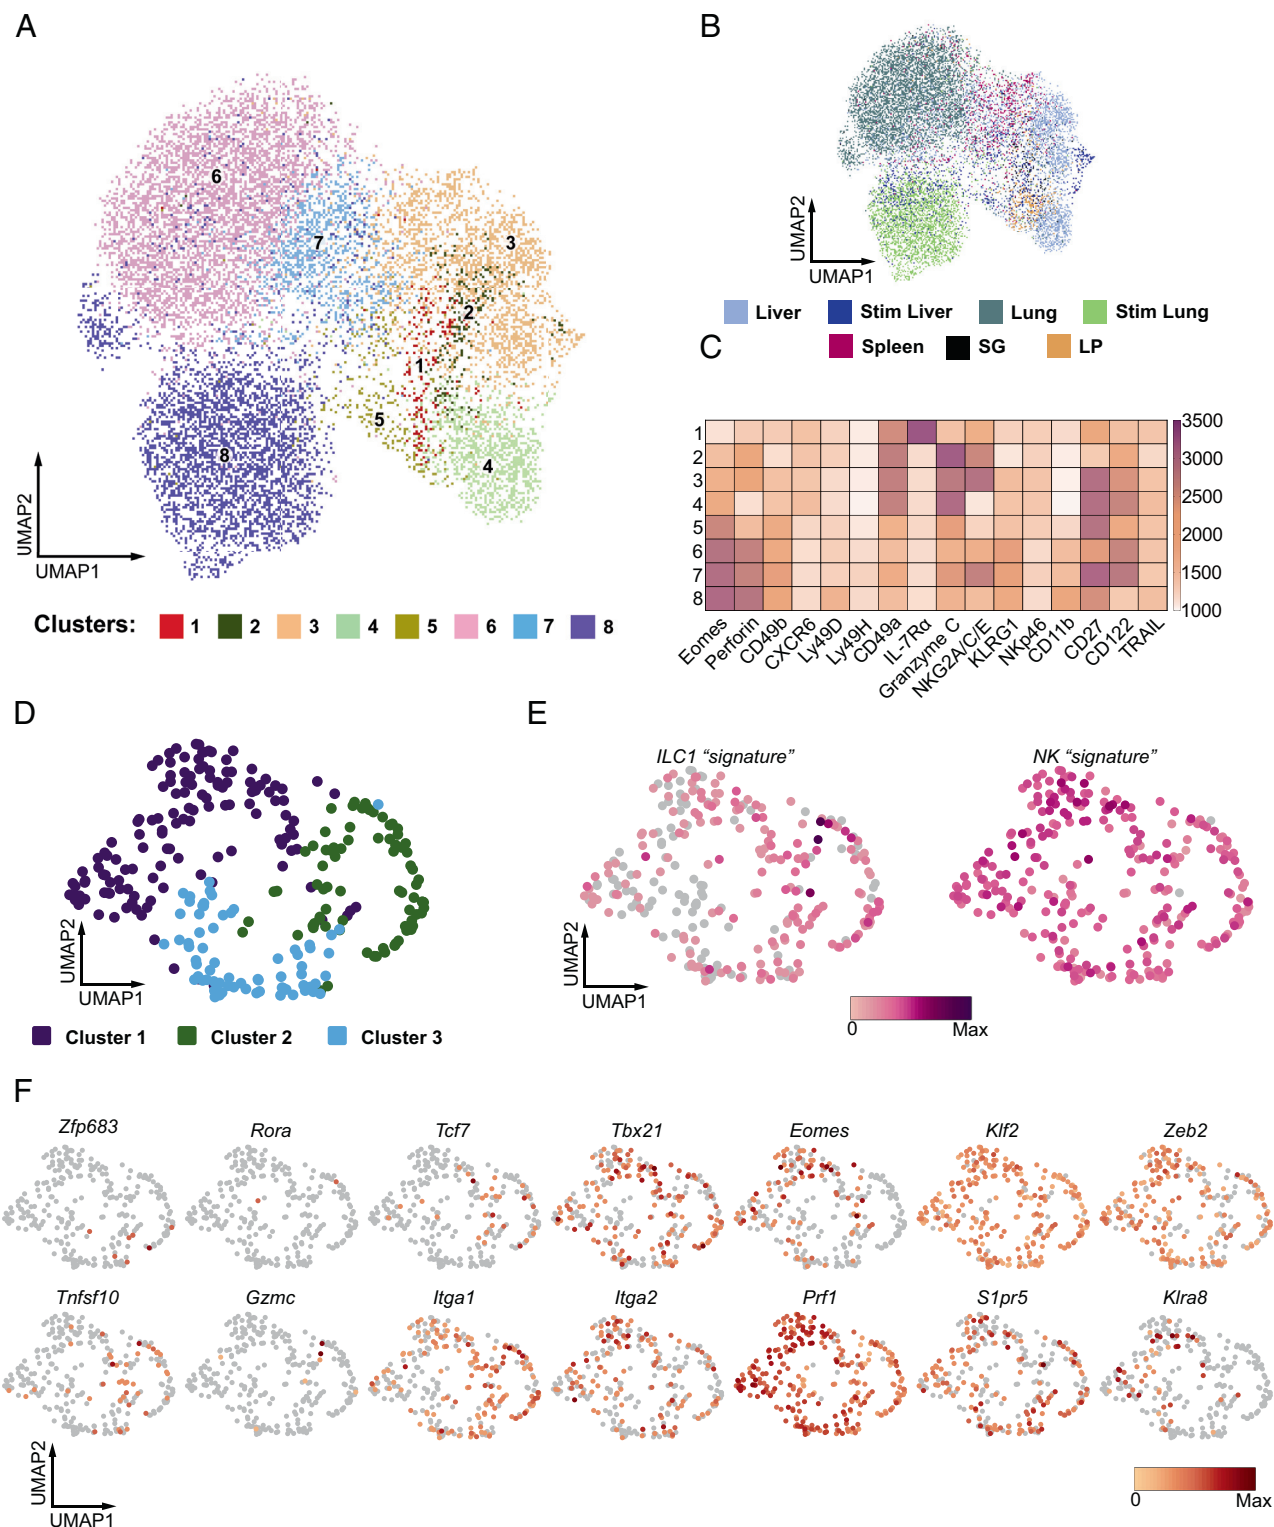 A
6
7
3
2
1
5
8
4
UMAP2
UMAP1
Clusters: 1 2 3 4 5 6 7 8
B
UMAP2
UMAP1
Liver Stim Liver Lung Stim Lung
Spleen SG LP
C
1
2
3
4
5
6
7
8
3500
3000
2500
2000
1500
1000
Eomes Perforin CD49b CXCR6 Ly49D Ly49H CD49a IL-7Rα Granzyme C NKG2A/C/E KLRG1 NKp46 CD11b CD27 CD122 TRAIL
D
UMAP2
UMAP1
Cluster 1 Cluster 2 Cluster 3
E
ILC1 “signature” NK “signature”
UMAP2
UMAP1
0 Max
F
Zfp683 Rora Tcf7 Tbx21 Eomes Klf2 Zeb2
Tnfsf10 Gzmc Itga1 Itga2 Prf1 S1pr5 Klra8
UMAP2
UMAP1
0 Max